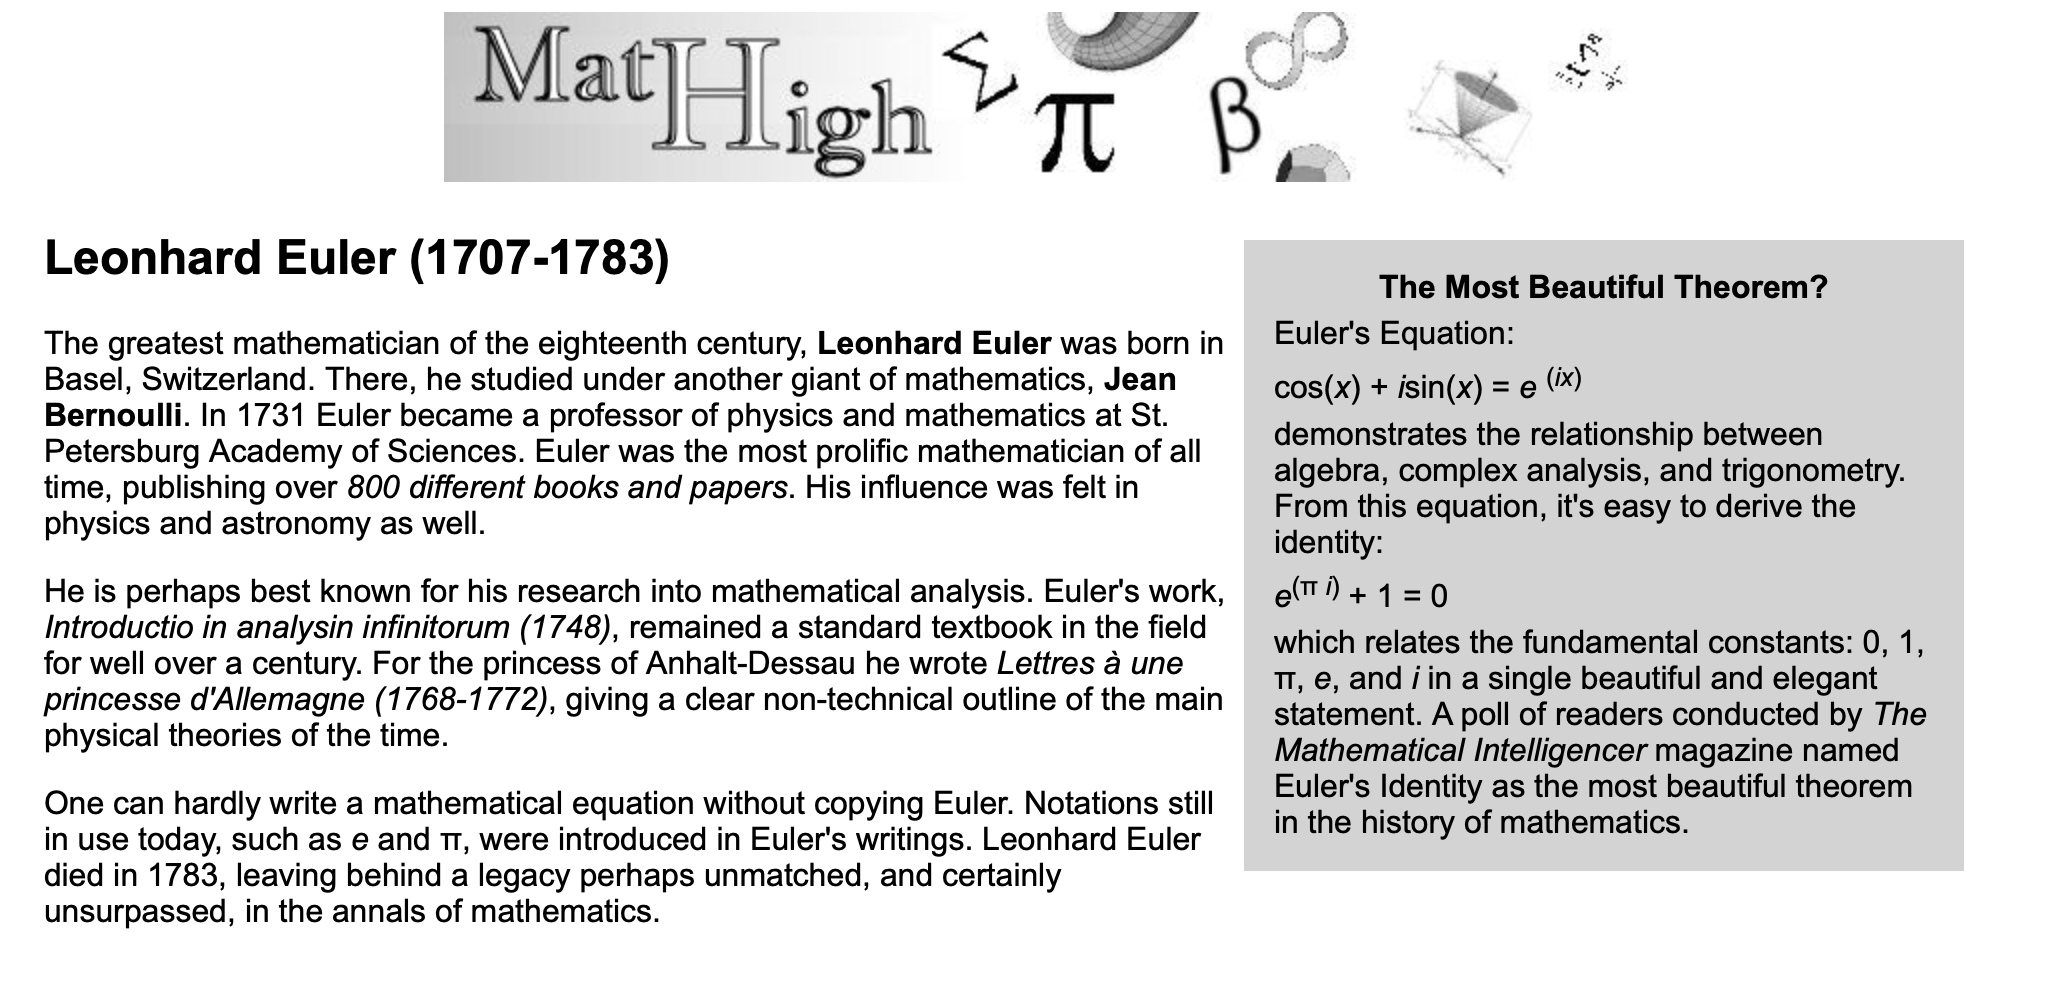 MatHigh
Σ
π
β
Leonhard Euler (1707-1783)
The greatest mathematician of the eighteenth century, Leonhard Euler was born in
Basel, Switzerland. There, he studied under another giant of mathematics, Jean
Bernoulli. In 1731 Euler became a professor of physics and mathematics at St.
Petersburg Academy of Sciences. Euler was the most prolific mathematician of all
time, publishing over 800 different books and papers. His influence was felt in
physics and astronomy as well.
He is perhaps best known for his research into mathematical analysis. Euler's work,
Introductio in analysin infinitorum (1748), remained a standard textbook in the field
for well over a century. For the princess of Anhalt-Dessau he wrote Lettres à une
princesse d'Allemagne (1768-1772), giving a clear non-technical outline of the main
physical theories of the time.
One can hardly write a mathematical equation without copying Euler. Notations still
in use today, such as e and π, were introduced in Euler's writings. Leonhard Euler
died in 1783, leaving behind a legacy perhaps unmatched, and certainly
unsurpassed, in the annals of mathematics.
The Most Beautiful Theorem?
Euler's Equation:
cos(x) + isin(x) = e (ix)
demonstrates the relationship between
algebra, complex analysis, and trigonometry.
From this equation, it's easy to derive the
identity:
e(π i) + 1 = 0
which relates the fundamental constants: 0, 1,
π, e, and i in a single beautiful and elegant
statement. A poll of readers conducted by The
Mathematical Intelligencer magazine named
Euler's Identity as the most beautiful theorem
in the history of mathematics.